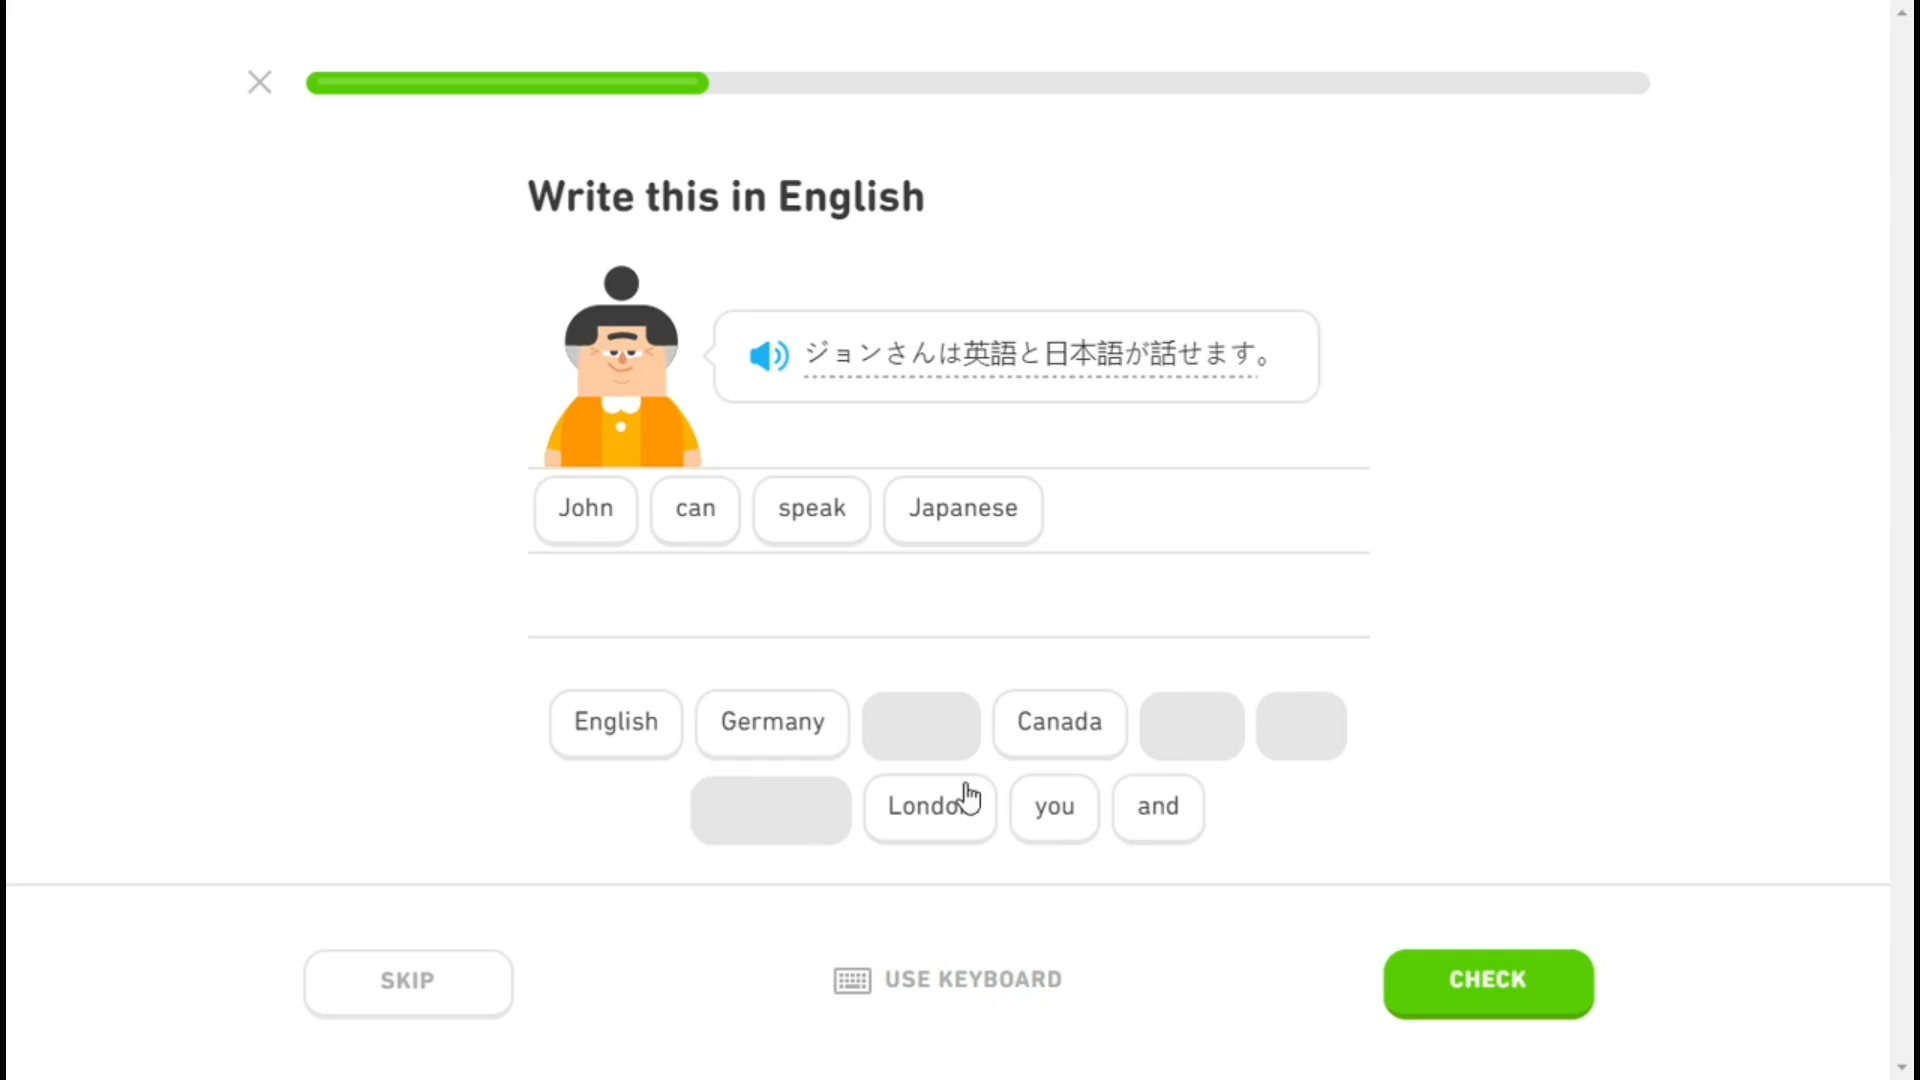 Write this in English
ジョンさんは英語と日本語が話せます。
John can speak Japanese
English Germany Canada
you and
SKIP USE KEYBOARD CHECK